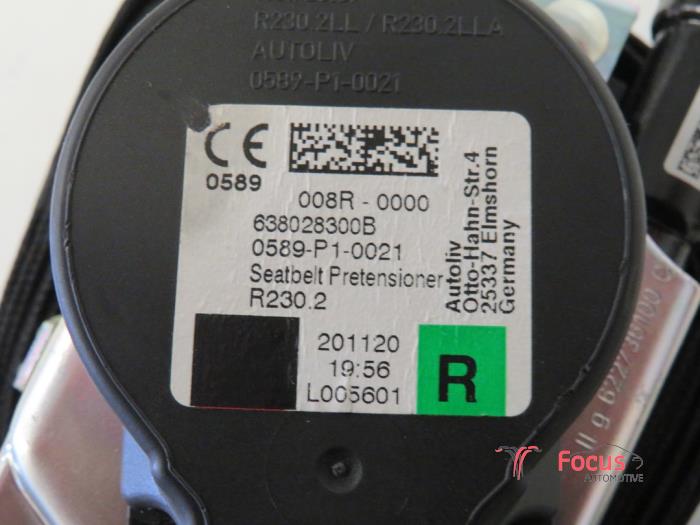 R230.2LL / R230.2LLA
AUTOLIV
0589-P1-0021
CE
0589
008R - 0000
638028300B
0589-P1-0021
Seatbelt Pretensioner
R230.2
Autoliv
Otto-Hahn-Str.4
25337 Elmshorn
Germany
201120
19:56
L005601
R
Focus
AUTOMOTIVE